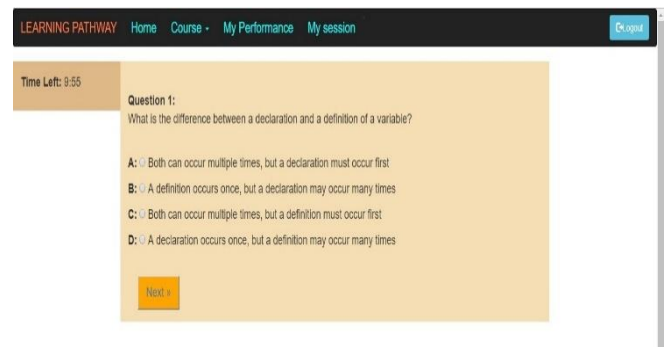 LEARNING PATHWAY Home Course My Performance My session Logout
Time Left: 9:55
Question 1:
What is the difference between a declaration and a definition of a variable?
A: Both can occur multiple times, but a declaration must occur first
B: A definition occurs once, but a declaration may occur many times
C: Both can occur multiple times, but a definition must occur first
D: A declaration occurs once, but a definition may occur many times
Next »